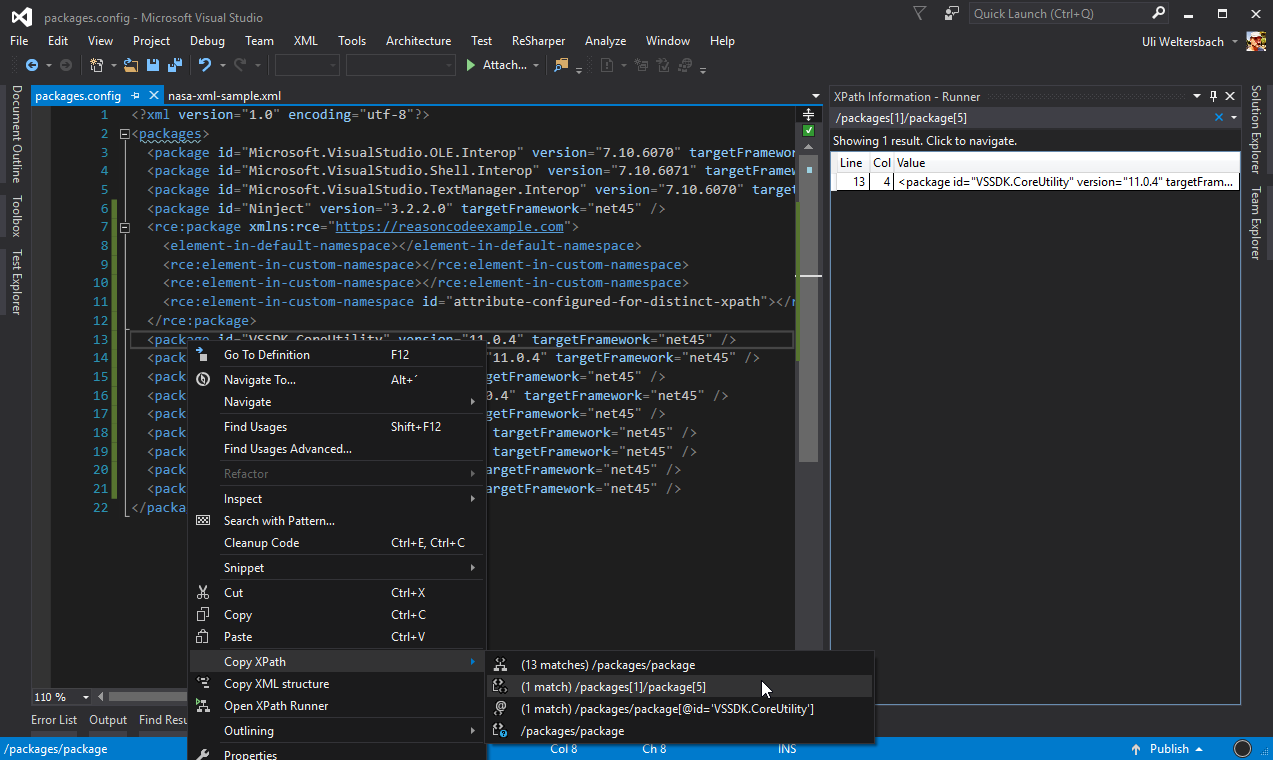 packages.config - Microsoft Visual Studio
Quick Launch (Ctrl+Q)
File Edit View Project Debug Team XML Tools Architecture Test ReSharper Analyze Window Help
Uli Weltersbach
Attach...
Document Outline
Toolbox
Test Explorer
packages.config
nasa-xml-sample.xml
1 <?xml version="1.0" encoding="utf-8"?>
2 <packages>
3 <package id="Microsoft.VisualStudio.OLE.Interop" version="7.10.6070" targetFramewor
4 <package id="Microsoft.VisualStudio.Shell.Interop" version="7.10.6071" targetFramew
5 <package id="Microsoft.VisualStudio.TextManager.Interop" version="7.10.6070" target
6 <package id="Ninject" version="3.2.2.0" targetFramework="net45" />
7 <rce:package xmlns:rce="https://reasoncodeexample.com">
8 <element-in-default-namespace></element-in-default-namespace>
9 <rce:element-in-custom-namespace></rce:element-in-custom-namespace>
10 <rce:element-in-custom-namespace></rce:element-in-custom-namespace>
11 <rce:element-in-custom-namespace id="attribute-configured-for-distinct-xpath"></r
12 </rce:package>
13 <package id="VSSDK.CoreUtility" version="11.0.4" targetFramework="net45" />
14 <pack "11.0.4" targetFramework="net45" />
15 <pack getFramework="net45" />
16 <pack 0.4" targetFramework="net45" />
17 <pack getFramework="net45" />
18 <pack targetFramework="net45" />
19 <pack targetFramework="net45" />
20 <pack argetFramework="net45" />
21 <pack argetFramework="net45" />
22 </packa
Go To Definition F12
Navigate To... Alt+´
Navigate
Find Usages Shift+F12
Find Usages Advanced...
Refactor
Inspect
Search with Pattern...
Cleanup Code Ctrl+E, Ctrl+C
Snippet
Cut Ctrl+X
Copy Ctrl+C
Paste Ctrl+V
Copy XPath
Copy XML structure
Open XPath Runner
Outlining
Properties
(13 matches) /packages/package
(1 match) /packages[1]/package[5]
(1 match) /packages/package[@id='VSSDK.CoreUtility']
/packages/package
XPath Information - Runner
/packages[1]/package[5]
Showing 1 result. Click to navigate.
Line Col Value
13 4 <package id="VSSDK.CoreUtility" version="11.0.4" targetFram...
Solution Explorer
Team Explorer
110 %
Error List Output Find Resu
/packages/package
Col 8 Ch 8 INS
Publish